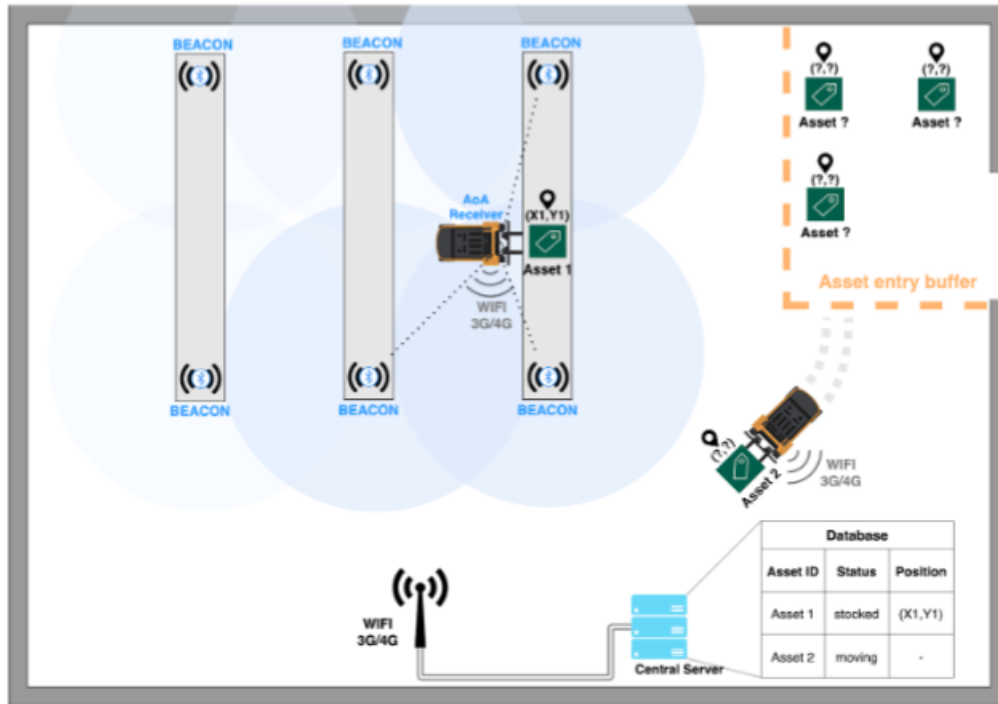 BEACON
BEACON
BEACON
(?,?)
Asset ?
(?,?)
Asset ?
(?,?)
Asset ?
AoA
Receiver
(X1,Y1)
Asset 1
WIFI
3G/4G
Asset entry buffer
BEACON
BEACON
BEACON
(?,?)
Asset 2
WIFI
3G/4G
WIFI
3G/4G
Central Server
Database
Asset ID Status Position
Asset 1 stocked (X1,Y1)
Asset 2 moving -